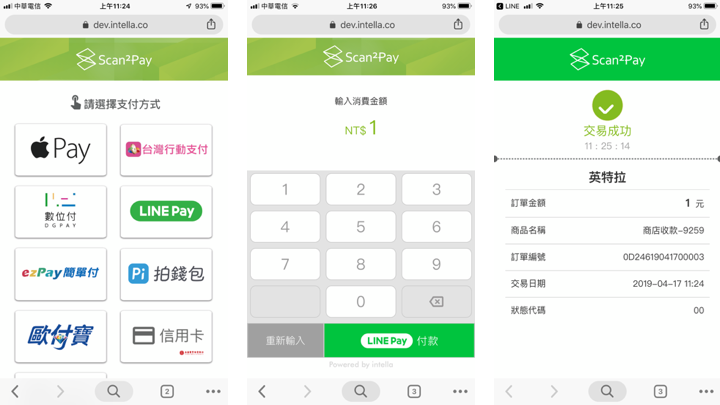 中華電信
上午11:24
93%
dev.intella.co
Scan2Pay
請選擇支付方式
Pay
台灣行動支付
數位付
DGPAY
LINE Pay
ezPay 簡單付
Pi 拍錢包
歐付寶
信用卡
2
中華電信
上午11:26
93%
dev.intella.co
Scan2Pay
輸入消費金額
NT$ 1
1 2 3
4 5 6
7 8 9
0
重新輸入
LINE Pay 付款
Powered by intella
3
LINE
上午11:25
93%
dev.intella.co
Scan2Pay
交易成功
11 : 25 : 14
英特拉
訂單金額 1 元
商品名稱 商店收款-9259
訂單編號 0D24619041700003
交易日期 2019-04-17 11:24
狀態代碼 00
3